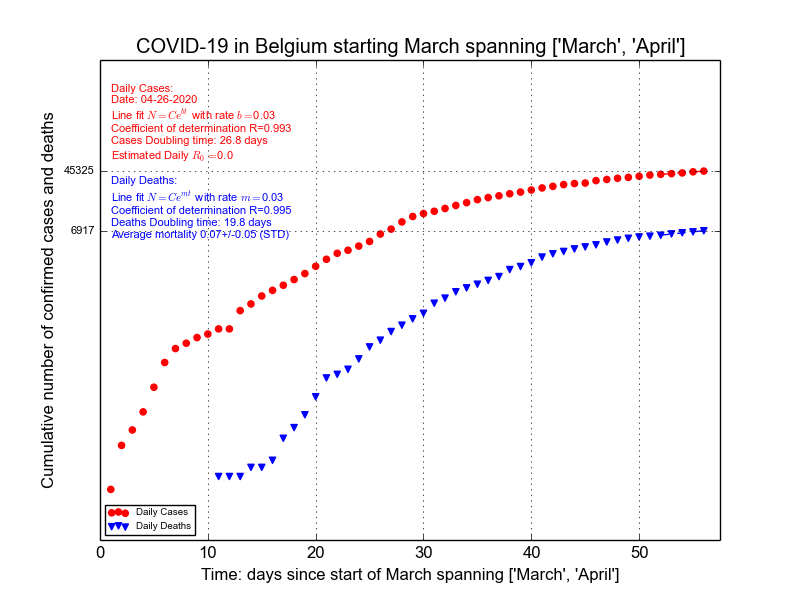 COVID-19 in Belgium starting March spanning ['March', 'April']
Daily Cases:
Date: 04-26-2020
Line fit N = Ce^{bt} with rate b =0.03
Coefficient of determination R=0.993
Cases Doubling time: 26.8 days
Estimated Daily R_0 =0.0
Daily Deaths:
Line fit N = Ce^{mt} with rate m =0.03
Coefficient of determination R=0.995
Deaths Doubling time: 19.8 days
Average mortality 0.07+/-0.05 (STD)
45325
6917
Cumulative number of confirmed cases and deaths
Daily Cases
Daily Deaths
0 10 20 30 40 50
Time: days since start of March spanning ['March', 'April']